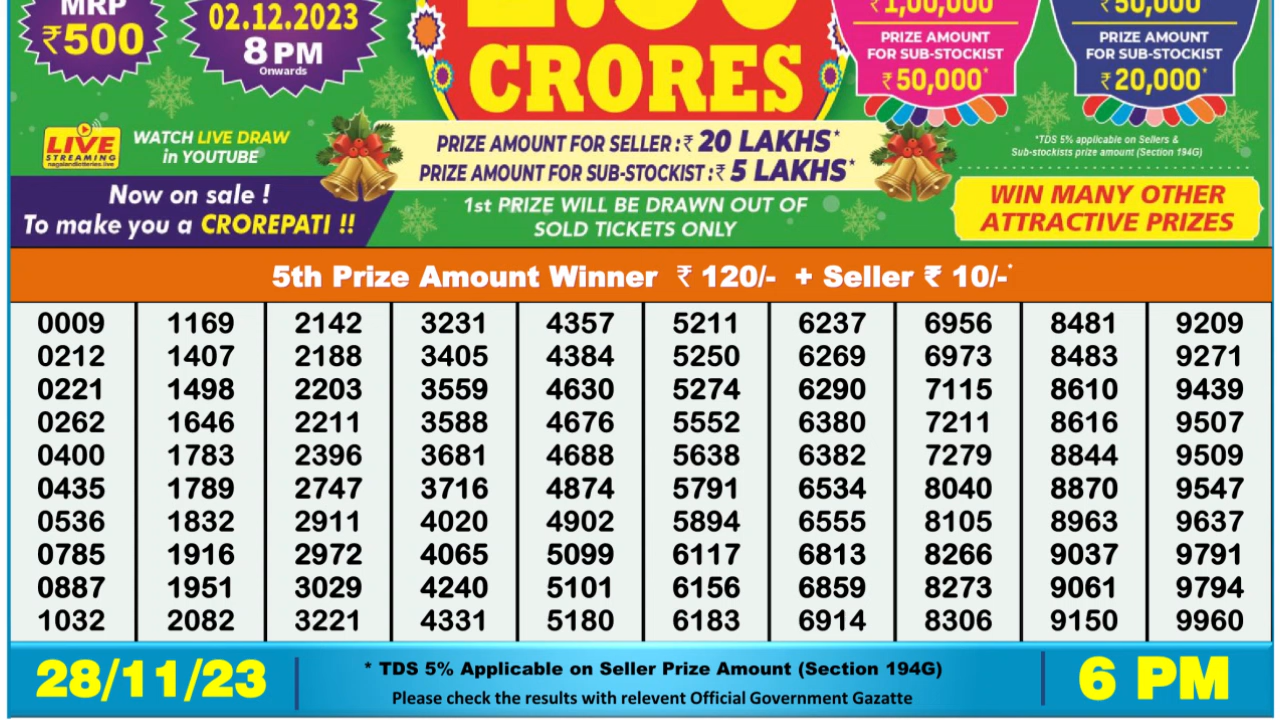 MRP
₹500
02.12.2023
8 PM
Onwards
CRORES
₹1,00,000
PRIZE AMOUNT
FOR SUB-STOCKIST
₹50,000*
₹50,000
PRIZE AMOUNT
FOR SUB-STOCKIST
₹20,000*
LIVE
STREAMING
nagalandlotteries.live
WATCH LIVE DRAW
in YOUTUBE
PRIZE AMOUNT FOR SELLER :₹ 20 LAKHS*
PRIZE AMOUNT FOR SUB-STOCKIST :₹ 5 LAKHS*
*TDS 5% applicable on Sellers &
Sub-stockists prize amount (Section 194G)
Now on sale !
To make you a CROREPATI !!
1st PRIZE WILL BE DRAWN OUT OF
SOLD TICKETS ONLY
WIN MANY OTHER
ATTRACTIVE PRIZES
5th Prize Amount Winner ₹ 120/- + Seller ₹ 10/-*
0009 1169 2142 3231 4357 5211 6237 6956 8481 9209
0212 1407 2188 3405 4384 5250 6269 6973 8483 9271
0221 1498 2203 3559 4630 5274 6290 7115 8610 9439
0262 1646 2211 3588 4676 5552 6380 7211 8616 9507
0400 1783 2396 3681 4688 5638 6382 7279 8844 9509
0435 1789 2747 3716 4874 5791 6534 8040 8870 9547
0536 1832 2911 4020 4902 5894 6555 8105 8963 9637
0785 1916 2972 4065 5099 6117 6813 8266 9037 9791
0887 1951 3029 4240 5101 6156 6859 8273 9061 9794
1032 2082 3221 4331 5180 6183 6914 8306 9150 9960
28/11/23
* TDS 5% Applicable on Seller Prize Amount (Section 194G)
Please check the results with relevent Official Government Gazatte
6 PM